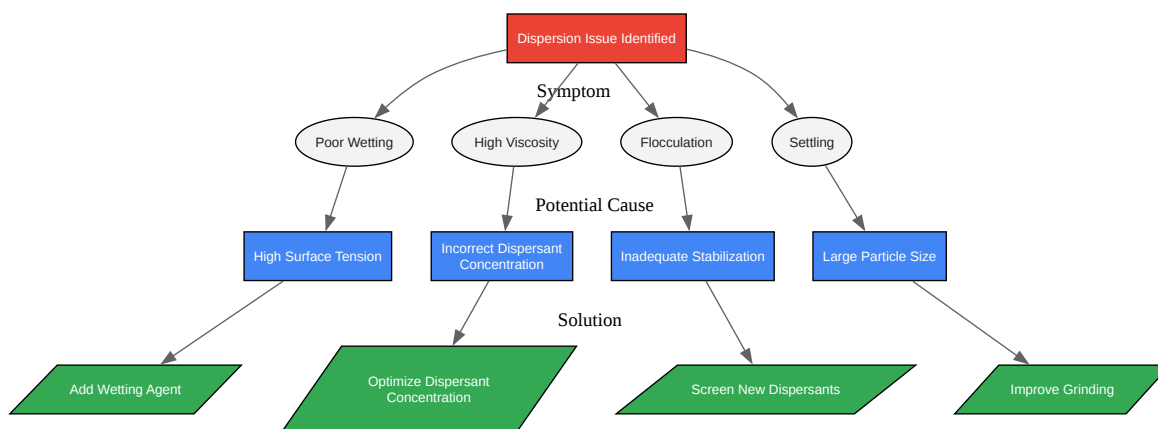 Dispersion Issue Identified
Symptom
Poor Wetting
High Viscosity
Flocculation
Settling
Potential Cause
High Surface Tension
Incorrect Dispersant
Concentration
Inadequate Stabilization
Large Particle Size
Solution
Add Wetting Agent
Optimize Dispersant
Concentration
Screen New Dispersants
Improve Grinding